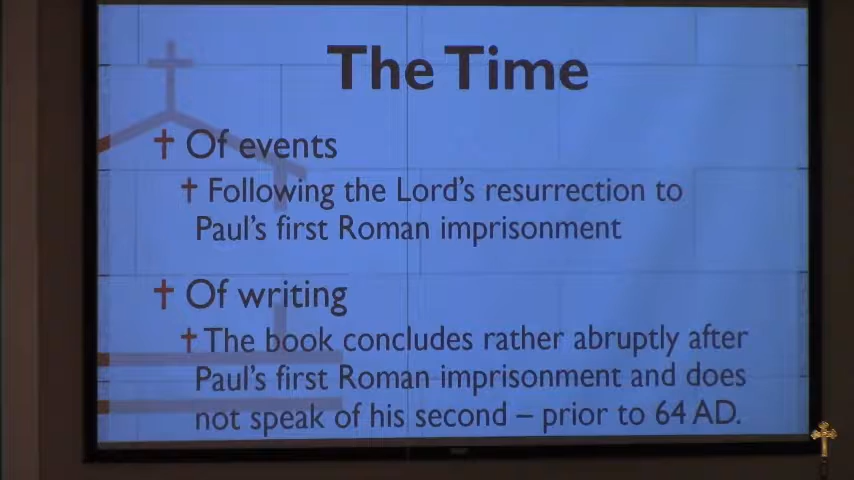 The Time
Of events
Following the Lord's resurrection to
Paul's first Roman imprisonment
Of writing
The book concludes rather abruptly after
Paul's first Roman imprisonment and does
not speak of his second – prior to 64 AD.